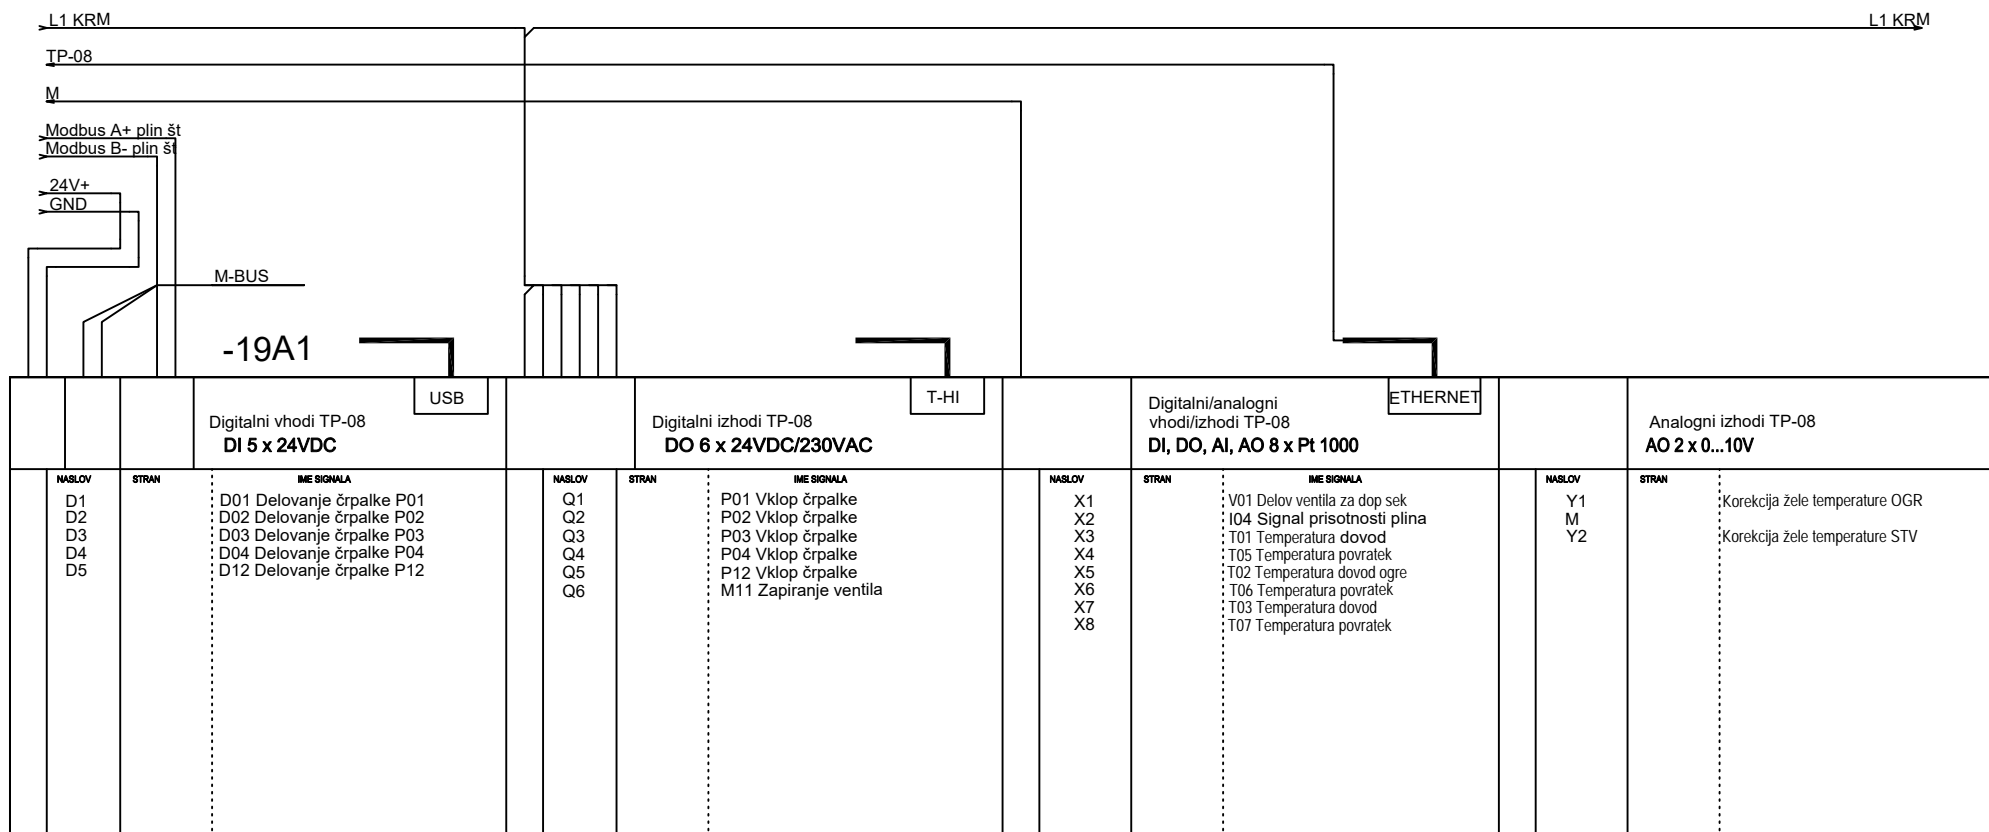 L1 KRM
L1 KRM
TP-08
M
Modbus A+ plin št
Modbus B- plin št
24V+
GND
M-BUS
-19A1
USB
Digitalni vhodi TP-08
DI 5 x 24VDC
T-HI
Digitalni izhodi TP-08
DO 6 x 24VDC/230VAC
ETHERNET
Digitalni/analogni
vhodi/izhodi TP-08
DI, DO, AI, AO 8 x Pt 1000
Analogni izhodi TP-08
AO 2 x 0...10V
NASLOV STRAN IME SIGNALA
D1 D01 Delovanje črpalke P01
D2 D02 Delovanje črpalke P02
D3 D03 Delovanje črpalke P03
D4 D04 Delovanje črpalke P04
D5 D12 Delovanje črpalke P12
NASLOV STRAN IME SIGNALA
Q1 P01 Vklop črpalke
Q2 P02 Vklop črpalke
Q3 P03 Vklop črpalke
Q4 P04 Vklop črpalke
Q5 P12 Vklop črpalke
Q6 M11 Zapiranje ventila
NASLOV STRAN IME SIGNALA
X1 V01 Delov ventila za dop sek
X2 I04 Signal prisotnosti plina
X3 T01 Temperatura dovod
X4 T05 Temperatura povratek
X5 T02 Temperatura dovod ogre
X6 T06 Temperatura povratek
X7 T03 Temperatura dovod
X8 T07 Temperatura povratek
NASLOV STRAN
Y1 Korekcija žele temperature OGR
M
Y2 Korekcija žele temperature STV